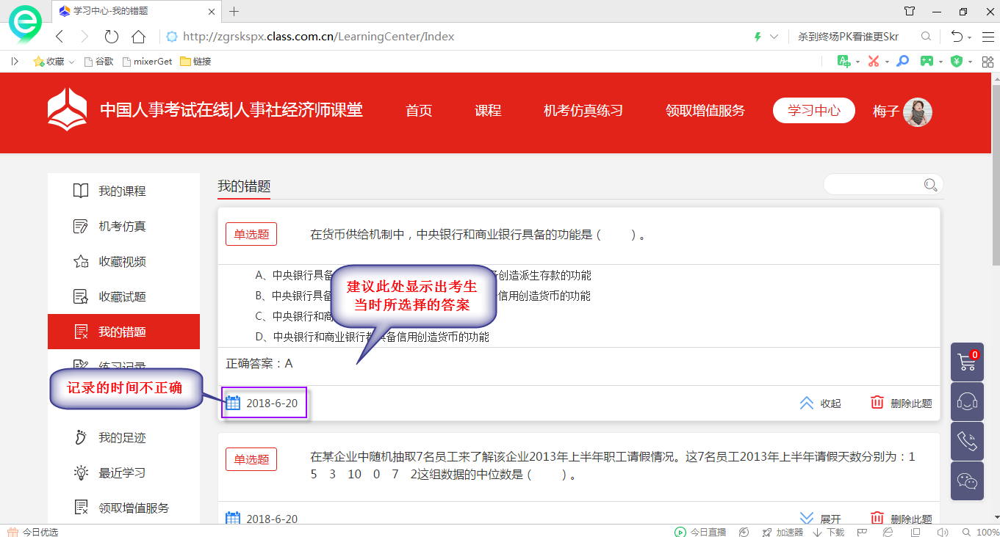 学习中心-我的错题
http://zgrskspx.class.com.cn/LearningCenter/Index
杀到终场PK看谁更Skr
收藏
谷歌
mixerGet
链接
中国人事考试在线|人事社经济师课堂
首页
课程
机考仿真练习
领取增值服务
学习中心
梅子
我的课程
机考仿真
收藏视频
收藏试题
我的错题
练习记录
我的足迹
最近学习
领取增值服务
我的错题
单选题
在货币供给机制中，中央银行和商业银行具备的功能是（　　）。
A、中央银行具备
创造派生存款的功能
B、中央银行具备
信用创造货币的功能
C、中央银行和商
D、中央银行和商业银行都具备信用创造货币的功能
建议此处显示出考生
当时所选择的答案
正确答案：A
记录的时间不正确
2018-6-20
收起
删除此题
单选题
在某企业中随机抽取7名员工来了解该企业2013年上半年职工请假情况。这7名员工2013年上半年请假天数分别为：1
5 3 10 0 7 2这组数据的中位数是（　　）。
2018-6-20
展开
删除此题
0
今日优选
今日直播
加速器
下载
100%